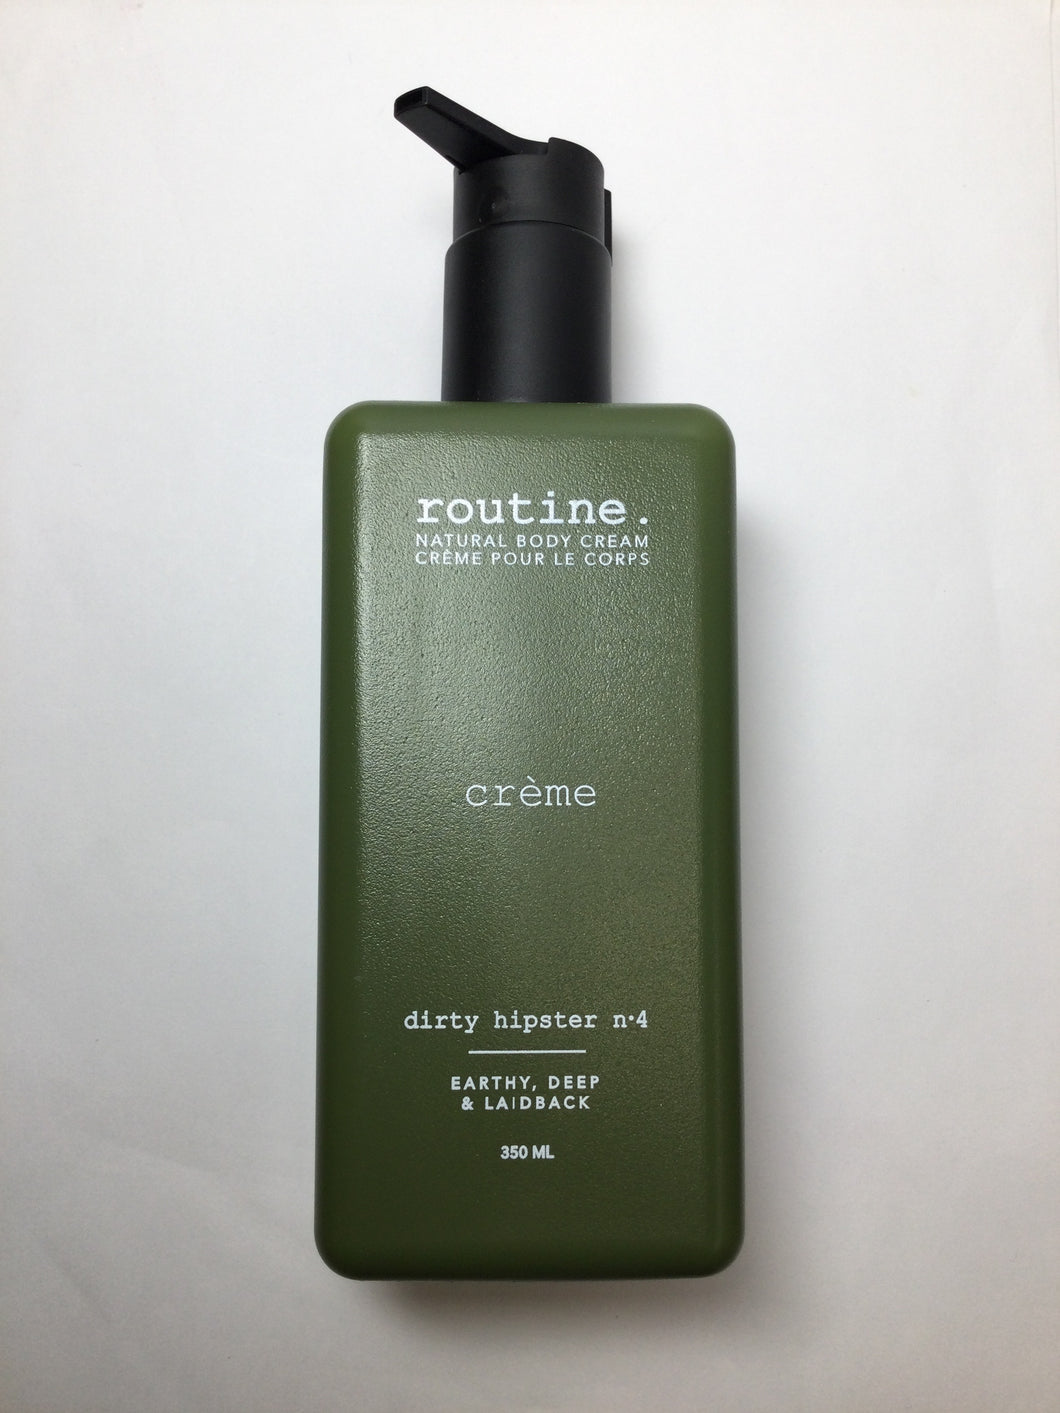 routine.
NATURAL BODY CREAM
CRÈME POUR LE CORPS
crème
dirty hipster n·4
EARTHY, DEEP
& LAIDBACK
350 ML